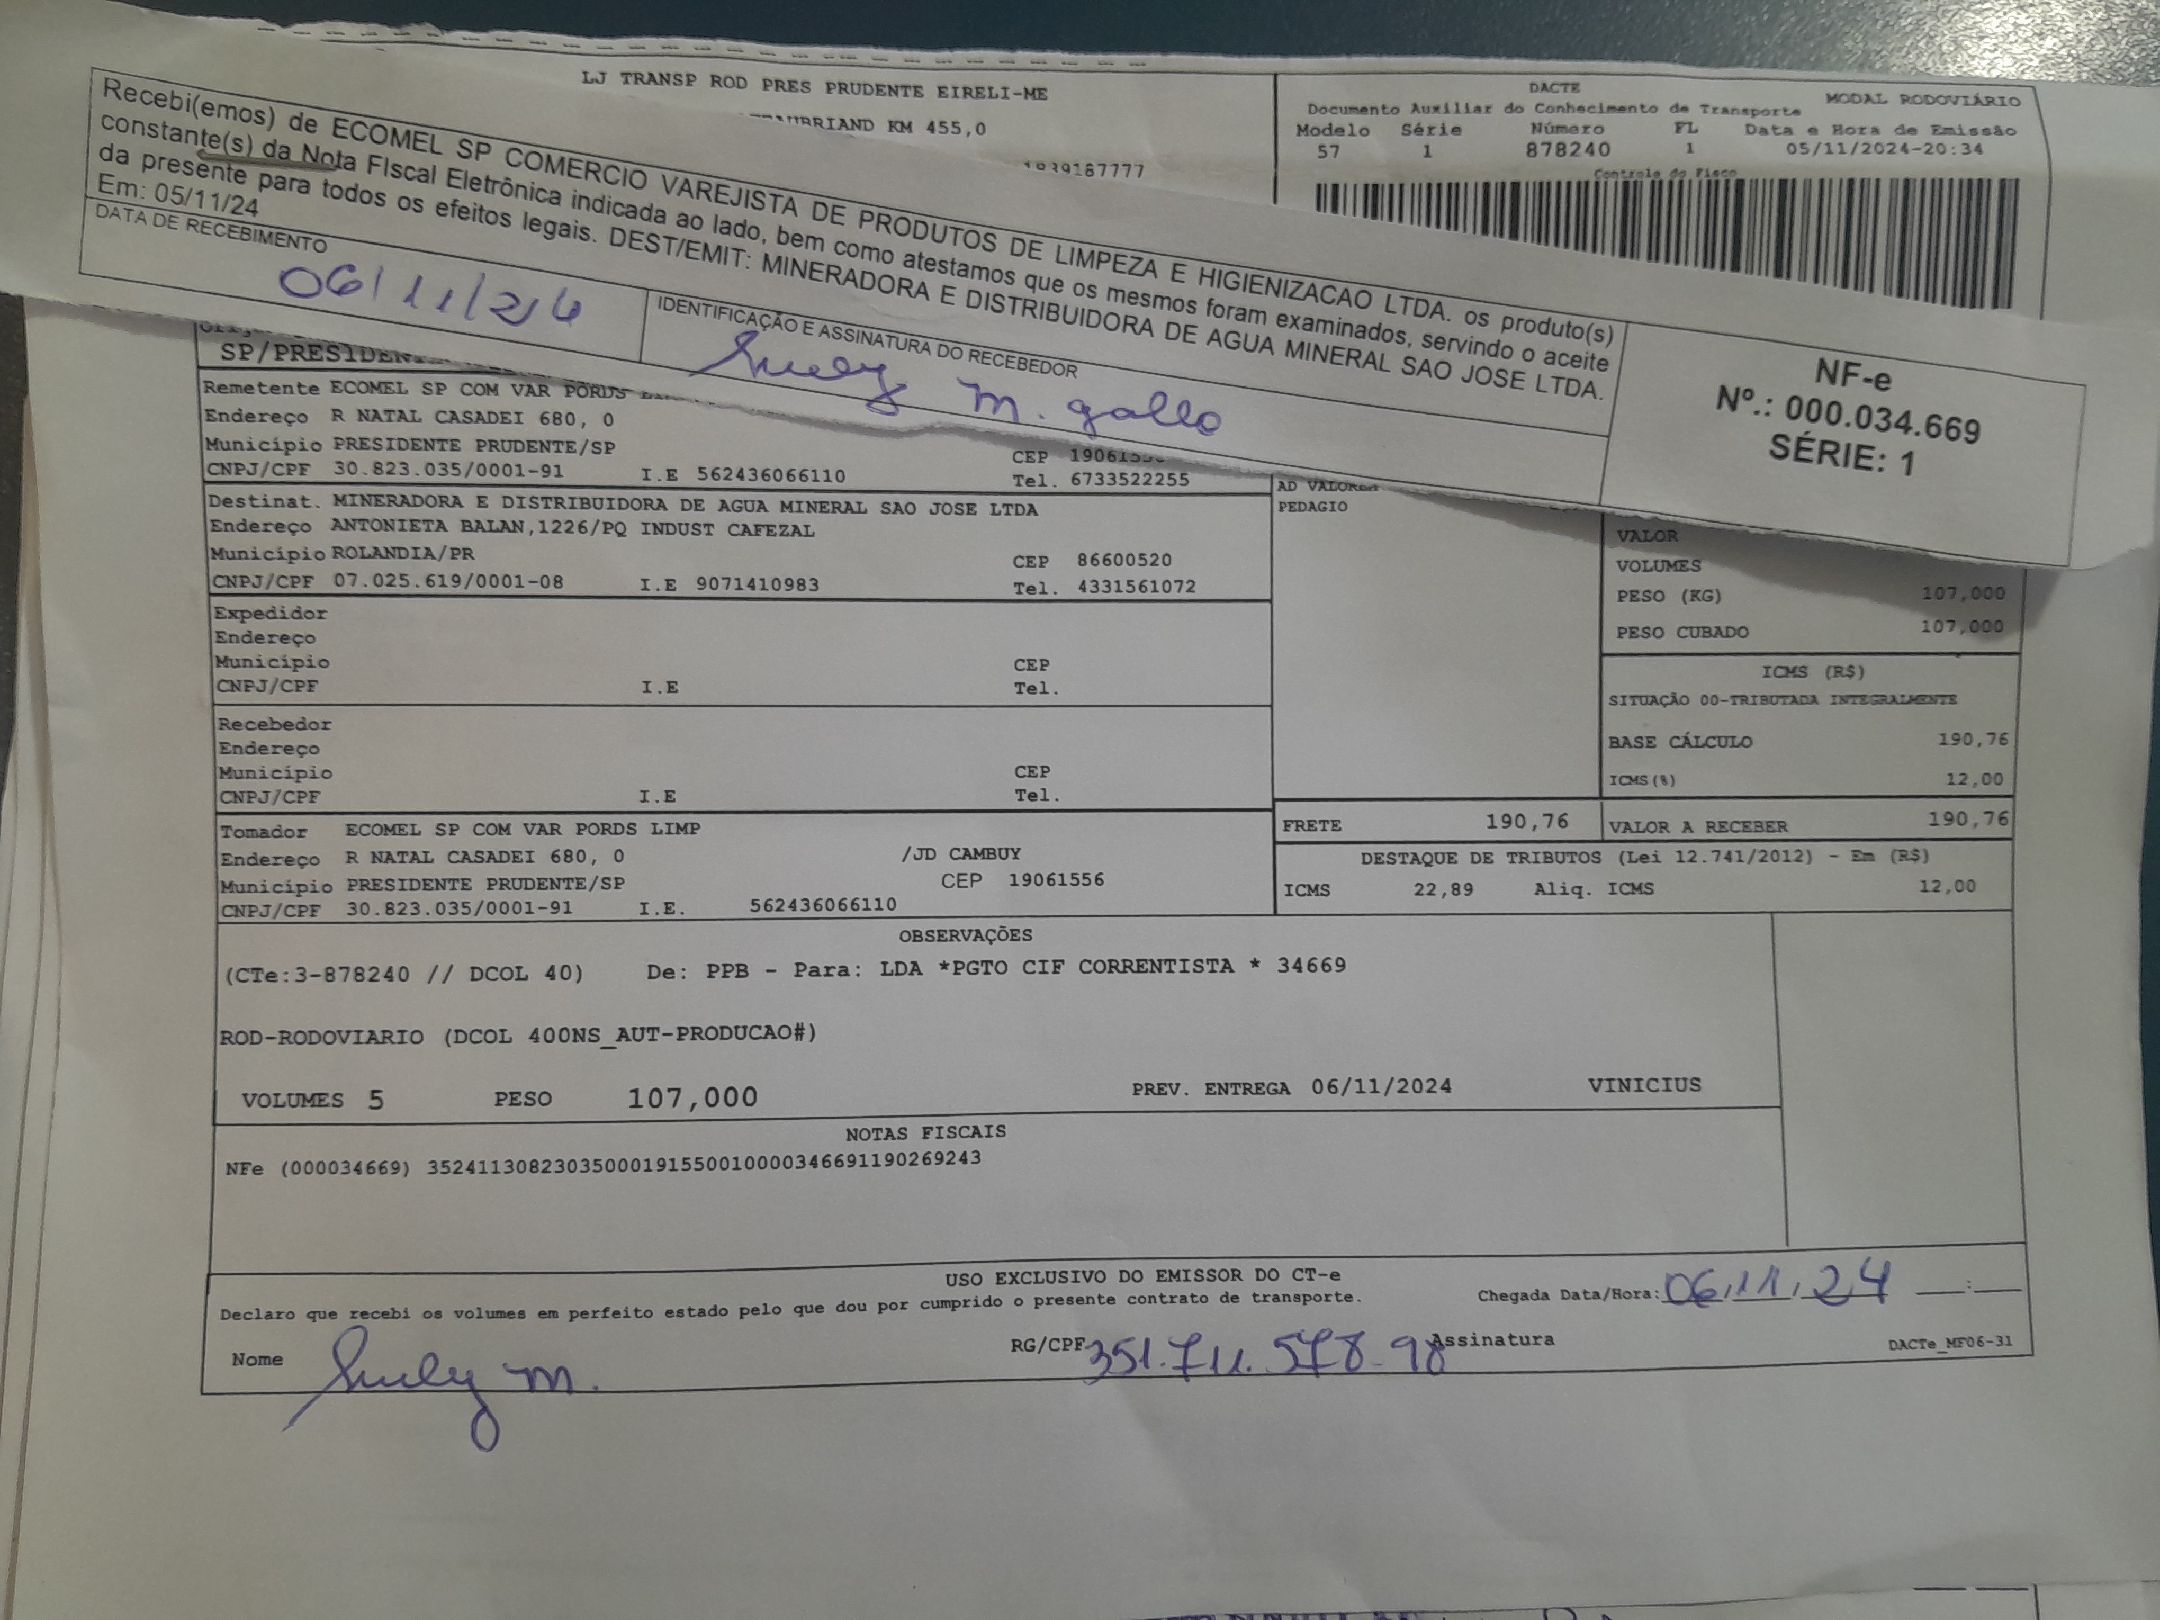 LJ TRANSP ROD PRES PRUDENTE EIRELI-ME
KM 455,0
DACTE
Documento Auxiliar do Conhecimento de Transporte
MODAL RODOVIÁRIO
Modelo Série Número FL Data e Hora de Emissão
57 1 878240 1 05/11/2024-20:34
Controle do Fisco
Recebi(emos) de ECOMEL SP COMERCIO VAREJISTA DE PRODUTOS DE LIMPEZA E HIGIENIZACAO LTDA. os produto(s)
constante(s) da Nota FIscal Eletrônica indicada ao lado, bem como atestamos que os mesmos foram examinados, servindo o aceite
da presente para todos os efeitos legais. DEST/EMIT: MINERADORA E DISTRIBUIDORA DE AGUA MINERAL SAO JOSE LTDA.
Em: 05/11/24
DATA DE RECEBIMENTO
06/11/24
IDENTIFICAÇÃO E ASSINATURA DO RECEBEDOR
Suely m. gallo
NF-e
Nº.: 000.034.669
SÉRIE: 1
Remetente ECOMEL SP COM VAR PORDS
Endereço R NATAL CASADEI 680, 0
Município PRESIDENTE PRUDENTE/SP CEP
CNPJ/CPF 30.823.035/0001-91 I.E 562436066110 Tel. 6733522255
Destinat. MINERADORA E DISTRIBUIDORA DE AGUA MINERAL SAO JOSE LTDA
Endereço ANTONIETA BALAN,1226/PQ INDUST CAFEZAL
Município ROLANDIA/PR CEP 86600520
CNPJ/CPF 07.025.619/0001-08 I.E 9071410983 Tel. 4331561072
Expedidor
Endereço
Município CEP
CNPJ/CPF I.E Tel.
Recebedor
Endereço
Município CEP
CNPJ/CPF I.E Tel.
Tomador ECOMEL SP COM VAR PORDS LIMP
Endereço R NATAL CASADEI 680, 0 /JD CAMBUY
Município PRESIDENTE PRUDENTE/SP CEP 19061556
CNPJ/CPF 30.823.035/0001-91 I.E. 562436066110
AD VALOREM
PEDAGIO
VALOR
VOLUMES
PESO (KG) 107,000
PESO CUBADO 107,000
ICMS (R$)
SITUAÇÃO 00-TRIBUTADA INTEGRALMENTE
BASE CÁLCULO 190,76
ICMS(%) 12,00
FRETE 190,76 VALOR A RECEBER 190,76
DESTAQUE DE TRIBUTOS (Lei 12.741/2012) - Em (R$)
ICMS 22,89 Aliq. ICMS 12,00
OBSERVAÇÕES
(CTe:3-878240 // DCOL 40) De: PPB - Para: LDA *PGTO CIF CORRENTISTA * 34669
ROD-RODOVIARIO (DCOL 400NS_AUT-PRODUCAO#)
VOLUMES 5 PESO 107,000 PREV. ENTREGA 06/11/2024 VINICIUS
NOTAS FISCAIS
NFe (000034669) 35241130823035000191550010000346691190269243
USO EXCLUSIVO DO EMISSOR DO CT-e
Declaro que recebi os volumes em perfeito estado pelo que dou por cumprido o presente contrato de transporte. Chegada Data/Hora: 06/11/24 :
Nome Suely m. RG/CPF 351.711.578-98 Assinatura DACTe_MF06-31